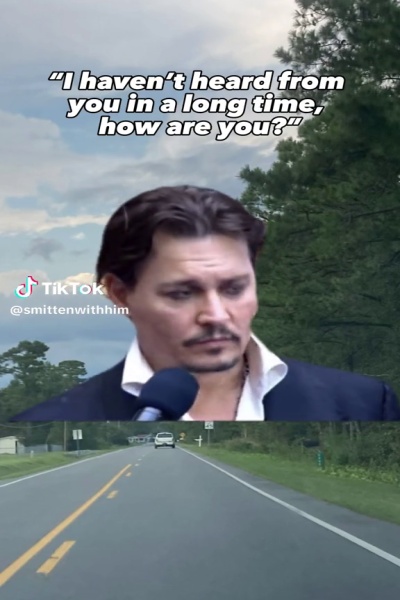 “I haven’t heard from
you in a long time,
how are you?”
TikTok
@smittenwithhim